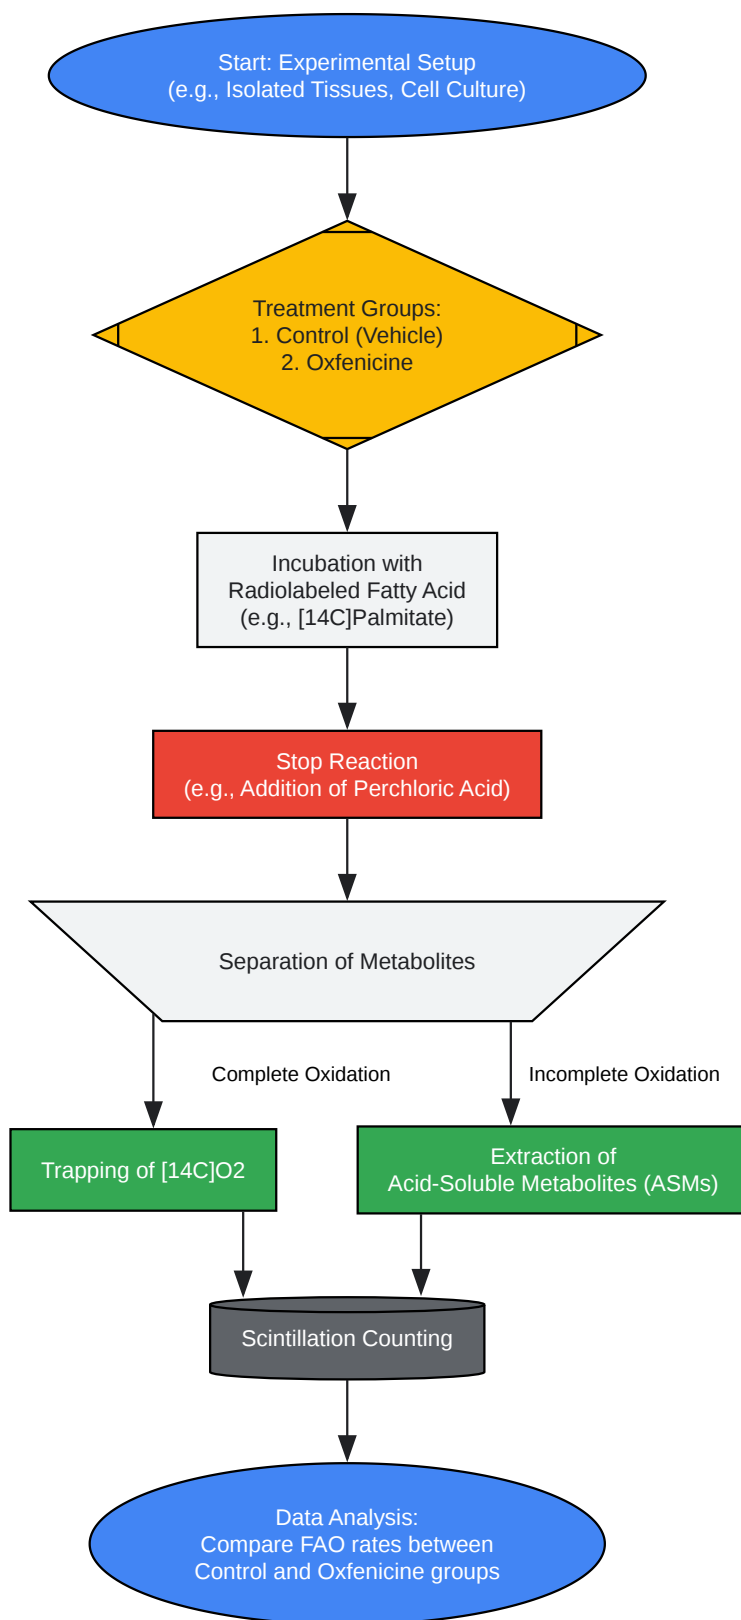 Start: Experimental Setup
(e.g., Isolated Tissues, Cell Culture)
Treatment Groups:
1. Control (Vehicle)
2. Oxfenicine
Incubation with
Radiolabeled Fatty Acid
(e.g., [14C]Palmitate)
Stop Reaction
(e.g., Addition of Perchloric Acid)
Separation of Metabolites
Complete Oxidation
Incomplete Oxidation
Trapping of [14C]O2
Extraction of
Acid-Soluble Metabolites (ASMs)
Scintillation Counting
Data Analysis:
Compare FAO rates between
Control and Oxfenicine groups